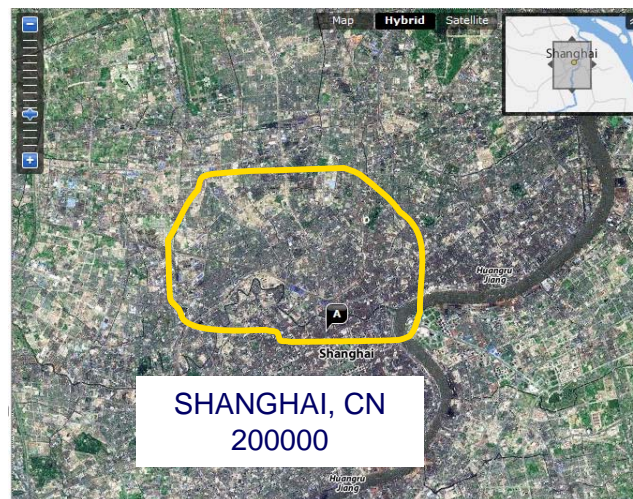 Map Hybrid Satellite
Shanghai
Huangpu
Jiang
A
Shanghai
SHANGHAI, CN
200000
Huangpu
Jiang